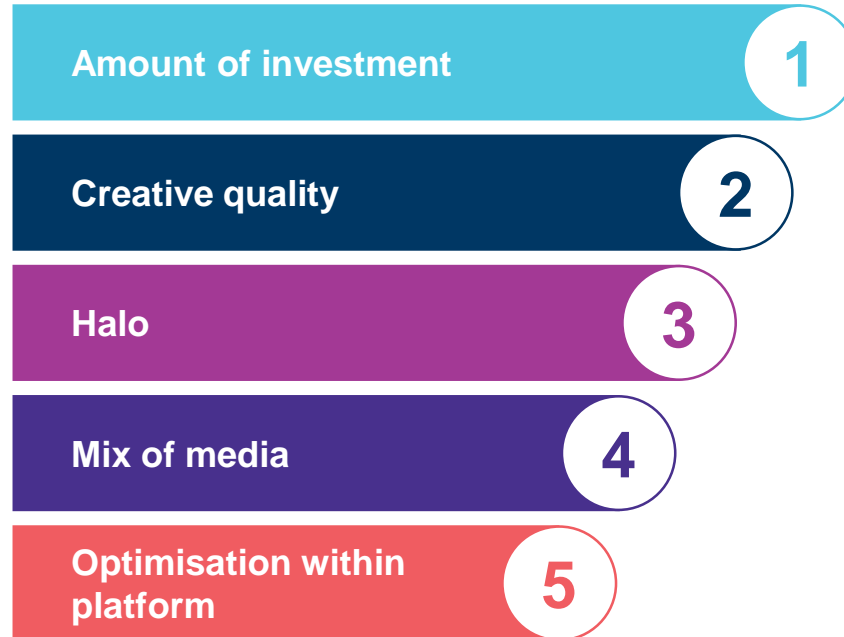 Amount of investment
1
Creative quality
2
Halo
3
Mix of media
4
Optimisation within
platform
5